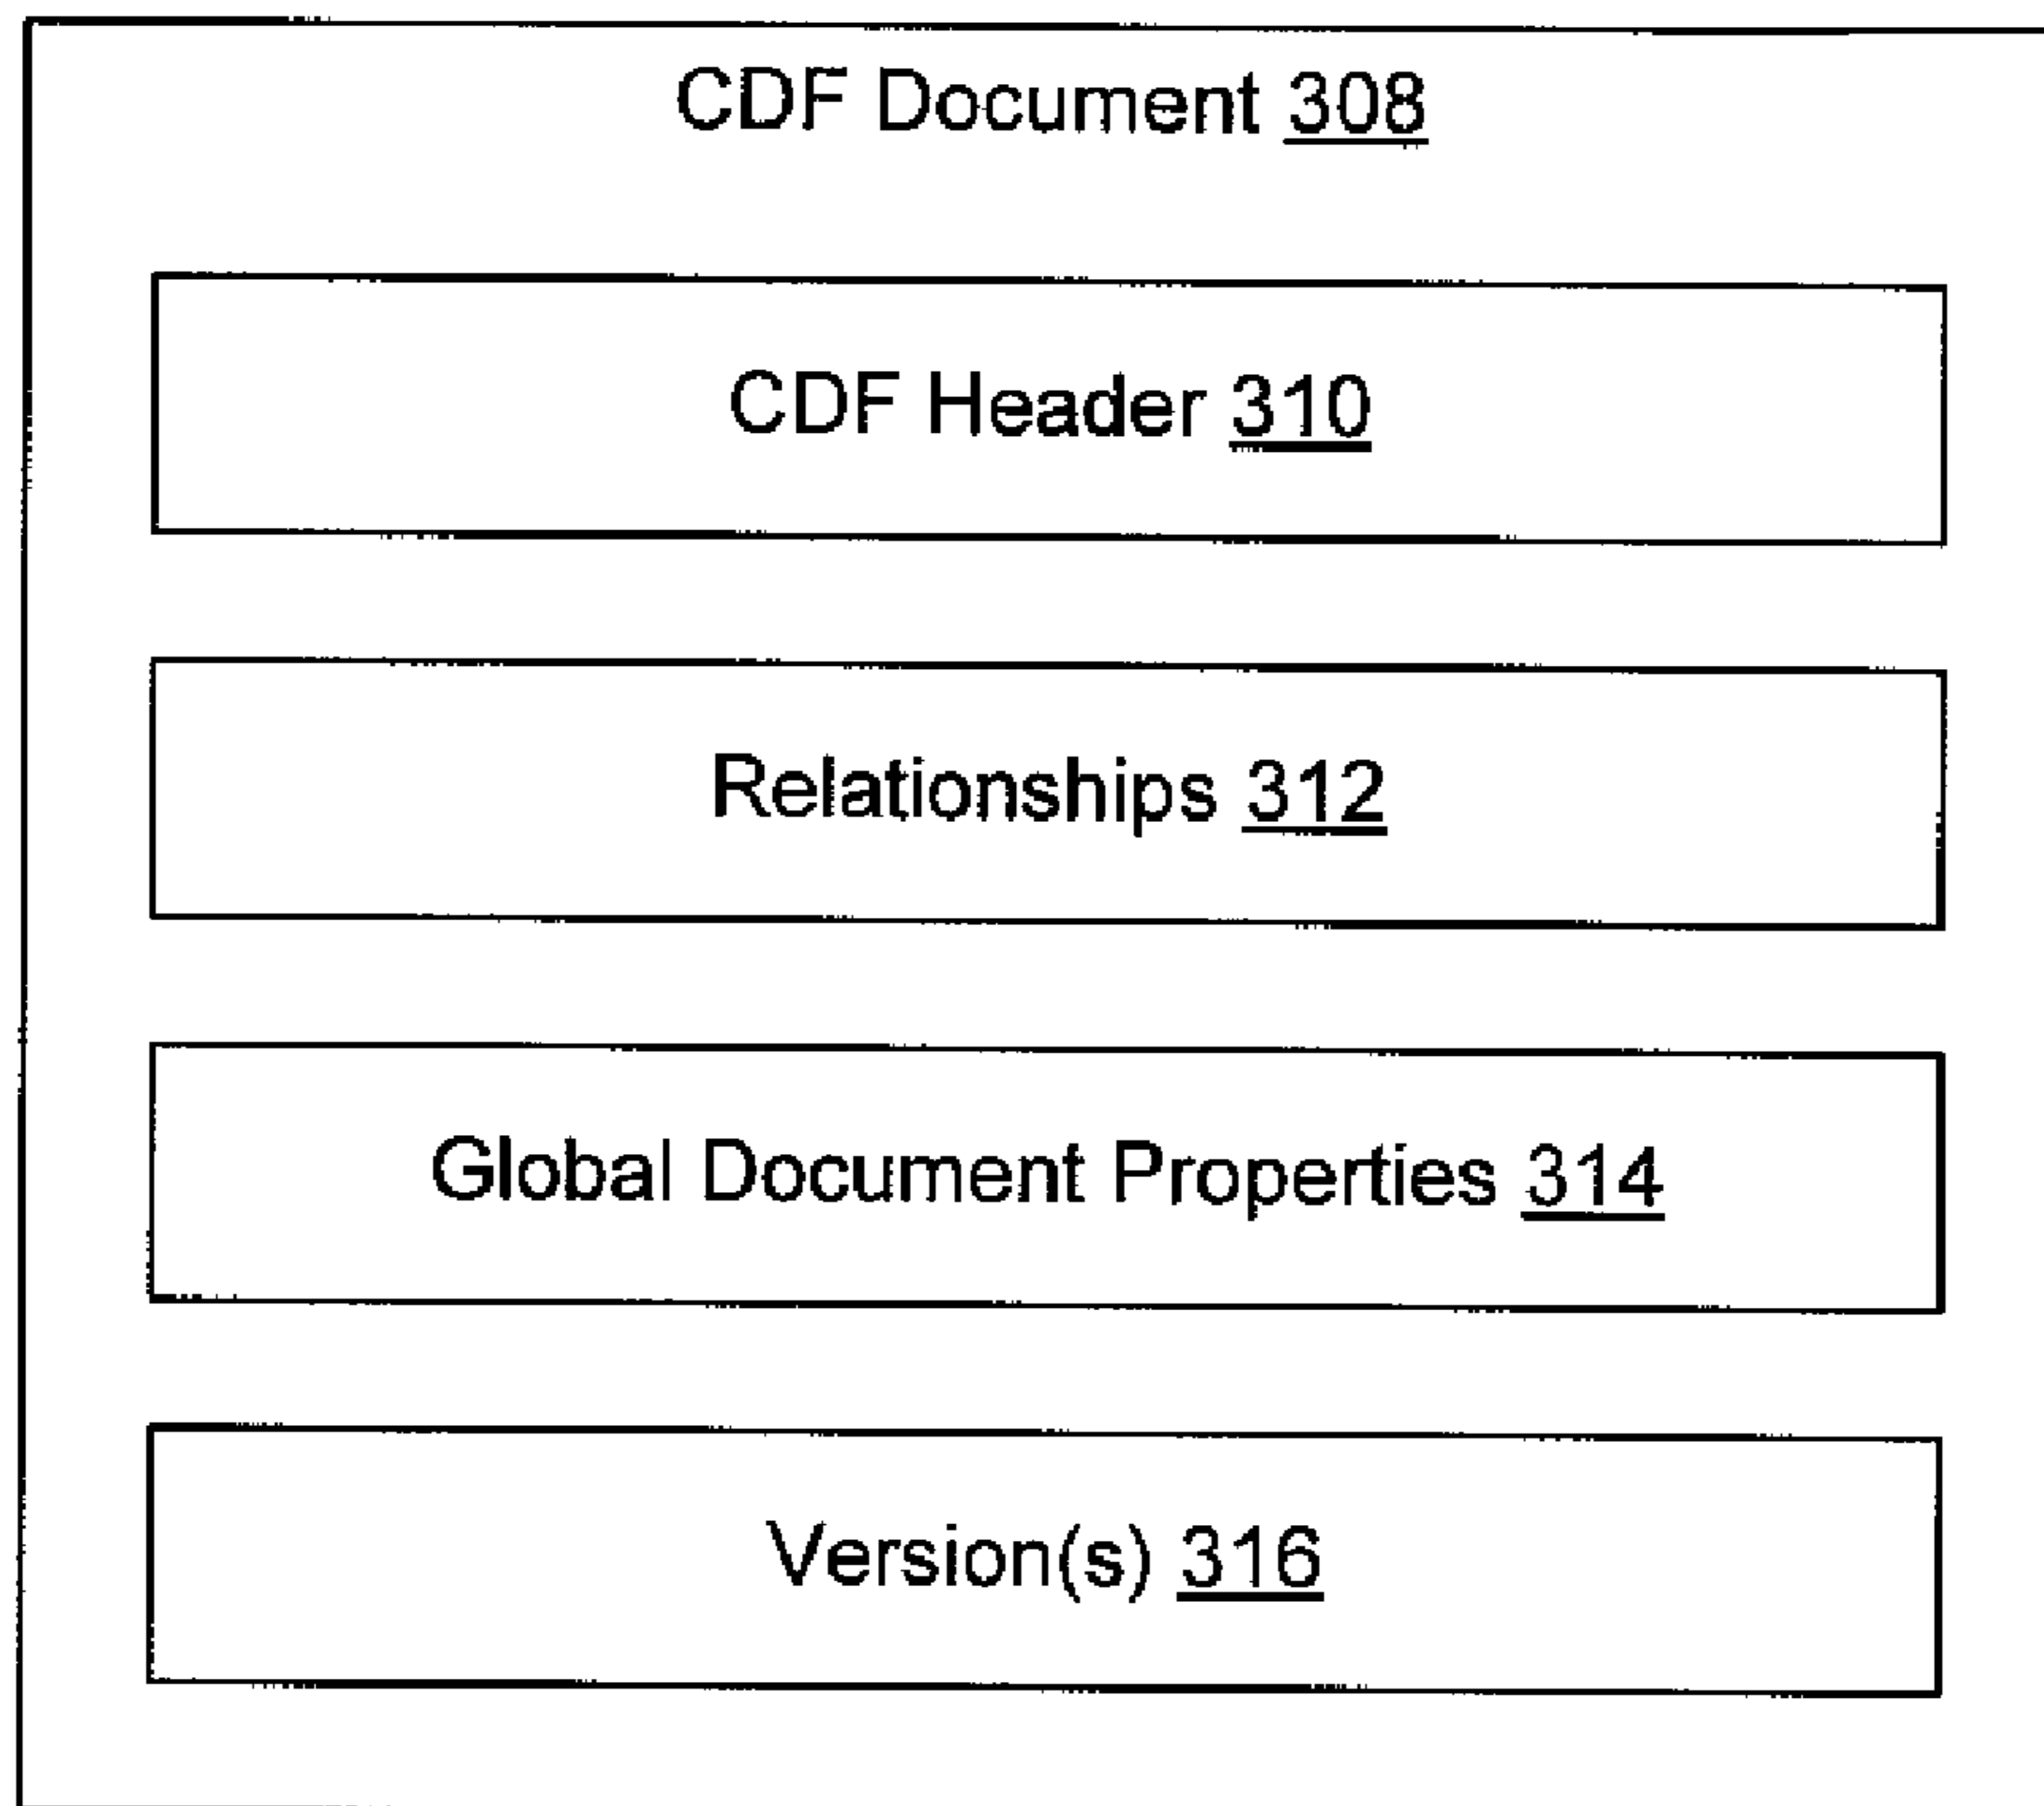 CDF Document 308
CDF Header 310
Relationships 312
Global Document Properties 314
Version(s) 316